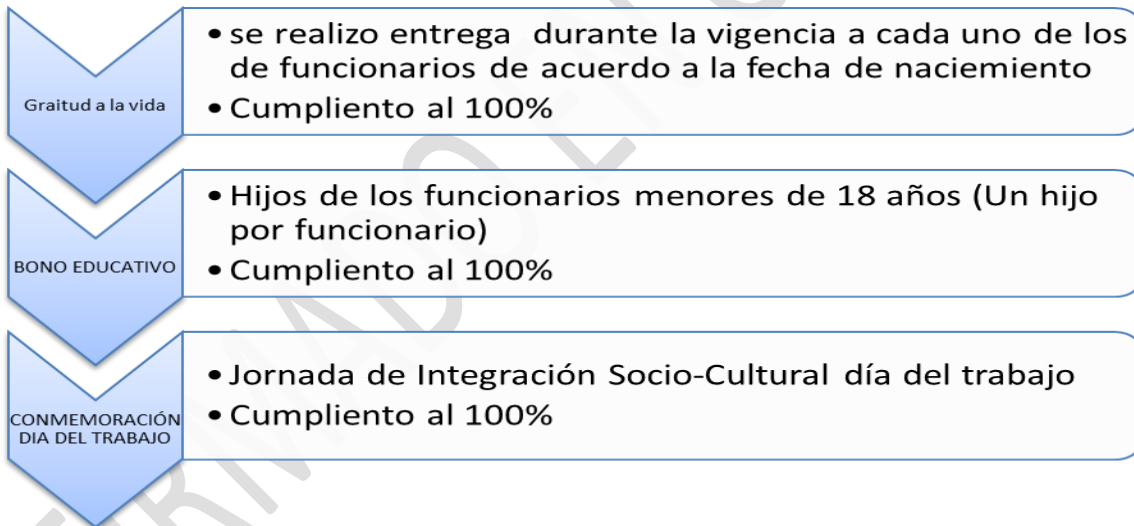 Graitud a la vida
• se realizo entrega durante la vigencia a cada uno de los
de funcionarios de acuerdo a la fecha de naciemiento
• Cumpliento al 100%
BONO EDUCATIVO
• Hijos de los funcionarios menores de 18 años (Un hijo
por funcionario)
• Cumpliento al 100%
CONMEMORACIÓN
DIA DEL TRABAJO
• Jornada de Integración Socio-Cultural día del trabajo
• Cumpliento al 100%